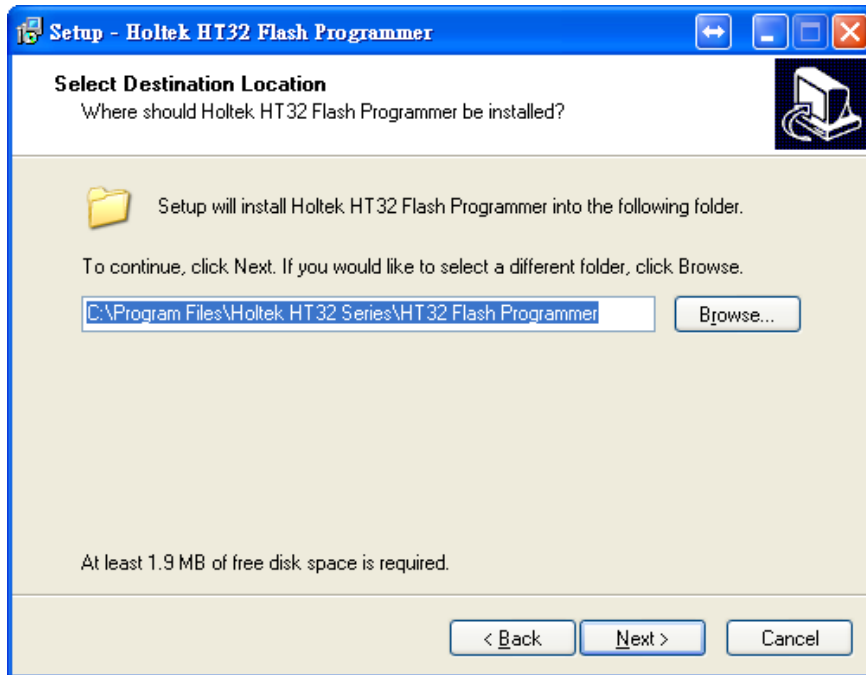 Setup - Holtek HT32 Flash Programmer
Select Destination Location
Where should Holtek HT32 Flash Programmer be installed?
Setup will install Holtek HT32 Flash Programmer into the following folder.
To continue, click Next. If you would like to select a different folder, click Browse.
C:\Program Files\Holtek HT32 Series\HT32 Flash Programmer
Browse...
At least 1.9 MB of free disk space is required.
< Back
Next >
Cancel